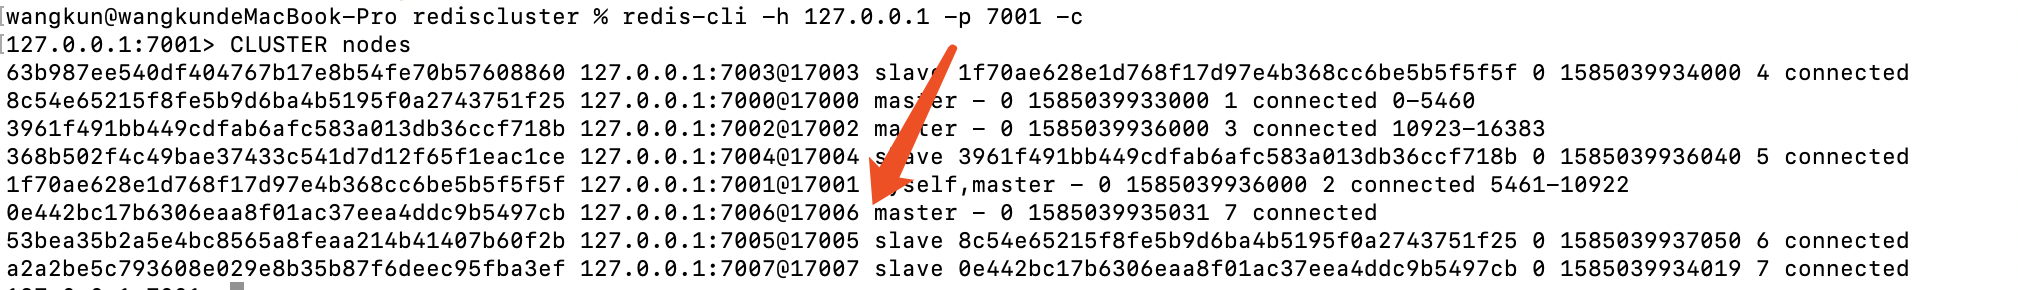 [wangkun@wangkundeMacBook-Pro rediscluster % redis-cli -h 127.0.0.1 -p 7001 -c
[127.0.0.1:7001> CLUSTER nodes
63b987ee540df404767b17e8b54fe70b57608860 127.0.0.1:7003@17003 slave 1f70ae628e1d768f17d97e4b368cc6be5b5f5f5f 0 1585039934000 4 connected
8c54e65215f8fe5b9d6ba4b5195f0a2743751f25 127.0.0.1:7000@17000 master - 0 1585039933000 1 connected 0-5460
3961f491bb449cdfab6afc583a013db36ccf718b 127.0.0.1:7002@17002 master - 0 1585039936000 3 connected 10923-16383
368b502f4c49bae37433c541d7d12f65f1eac1ce 127.0.0.1:7004@17004 slave 3961f491bb449cdfab6afc583a013db36ccf718b 0 1585039936040 5 connected
1f70ae628e1d768f17d97e4b368cc6be5b5f5f5f 127.0.0.1:7001@17001 myself,master - 0 1585039936000 2 connected 5461-10922
0e442bc17b6306eaa8f01ac37eea4ddc9b5497cb 127.0.0.1:7006@17006 master - 0 1585039935031 7 connected
53bea35b2a5e4bc8565a8feaa214b41407b60f2b 127.0.0.1:7005@17005 slave 8c54e65215f8fe5b9d6ba4b5195f0a2743751f25 0 1585039937050 6 connected
a2a2be5c793608e029e8b35b87f6deec95fba3ef 127.0.0.1:7007@17007 slave 0e442bc17b6306eaa8f01ac37eea4ddc9b5497cb 0 1585039934019 7 connected